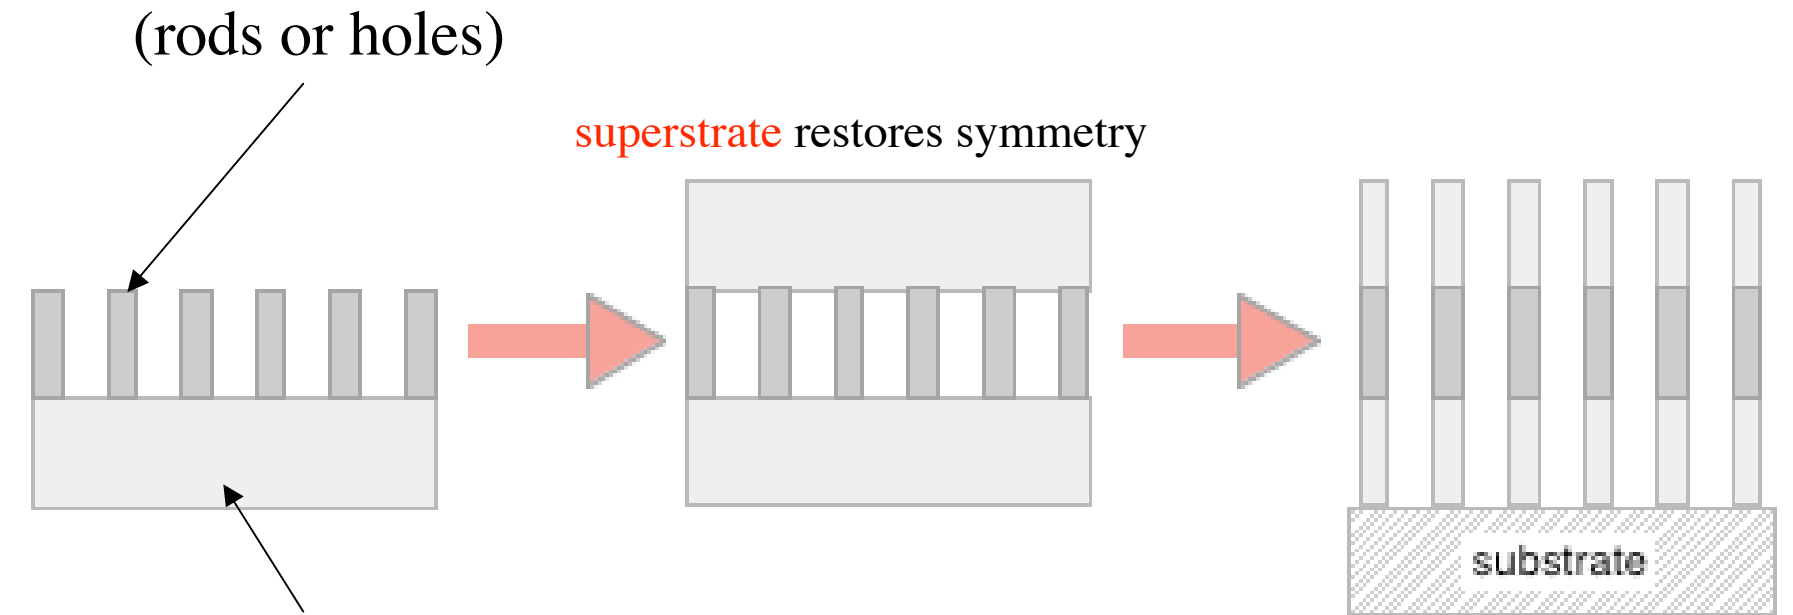 (rods or holes)
superstrate restores symmetry
substrate